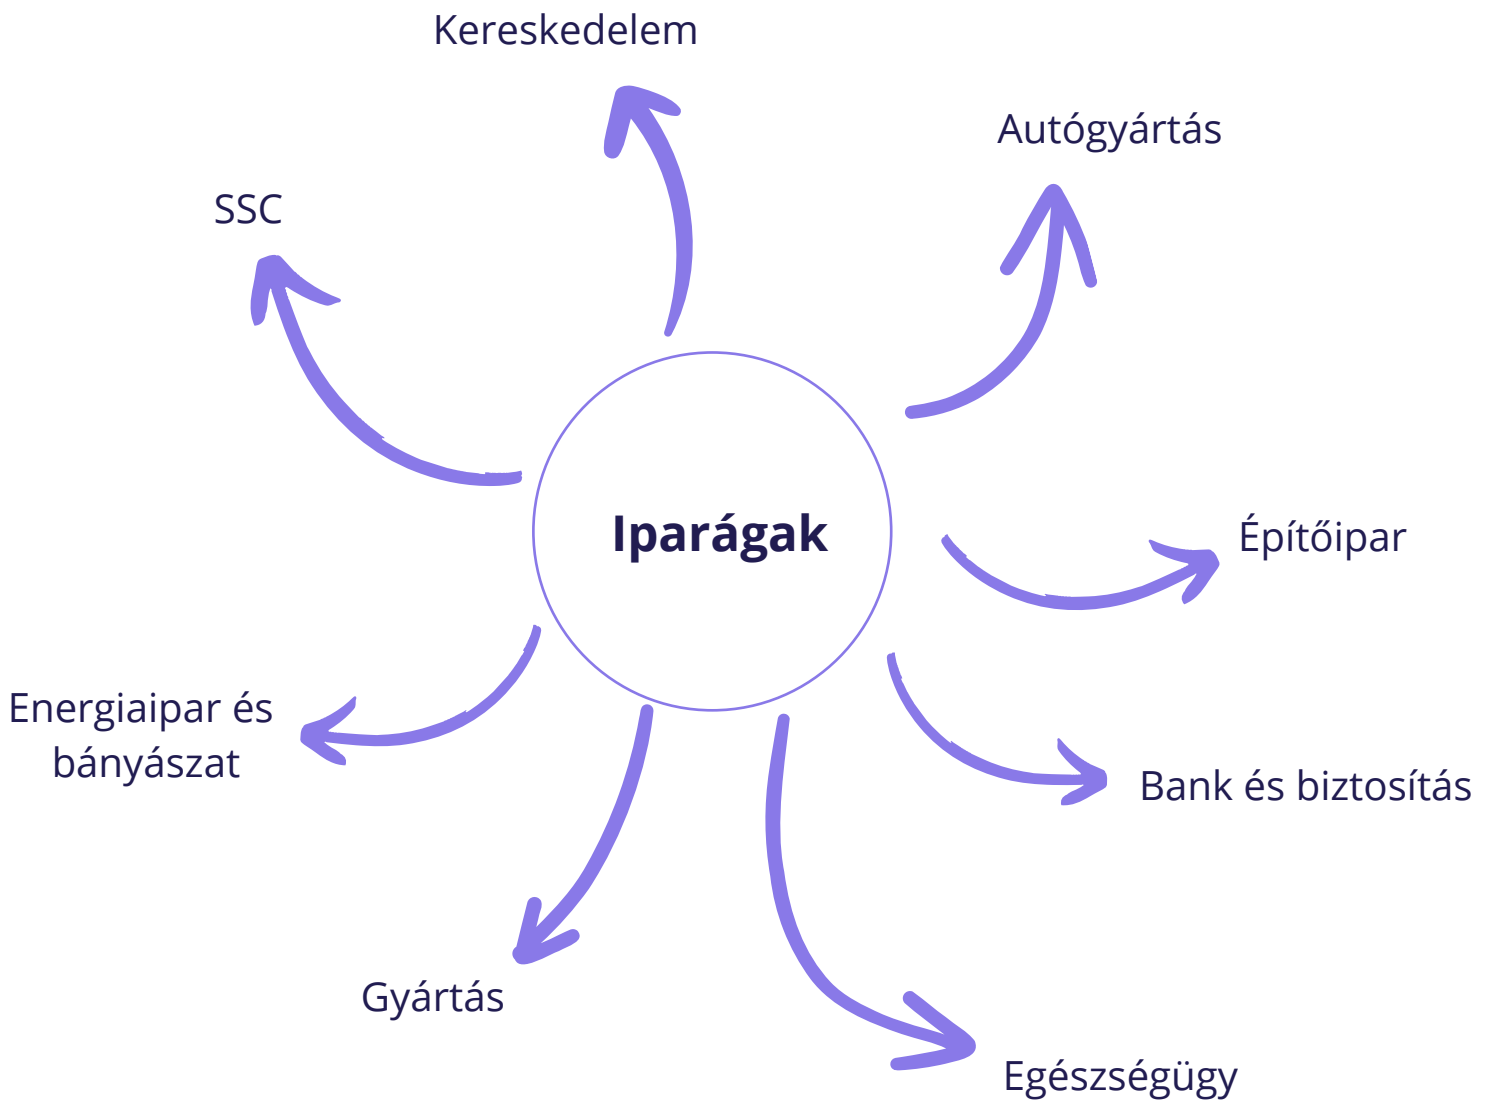 Kereskedelem
Autógyártás
SSC
Iparágak
Építőipar
Energiaipar és
bányászat
Bank és biztosítás
Gyártás
Egészségügy